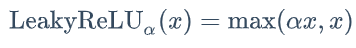 LeakyReLU_α(x) = max(αx, x)